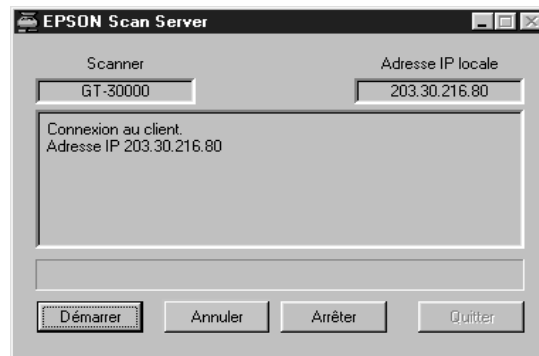 EPSON Scan Server
Scanner
Adresse IP locale
GT-30000
203.30.216.80
Connexion au client.
Adresse IP 203.30.216.80
Démarrer
Annuler
Arrêter
Quitter